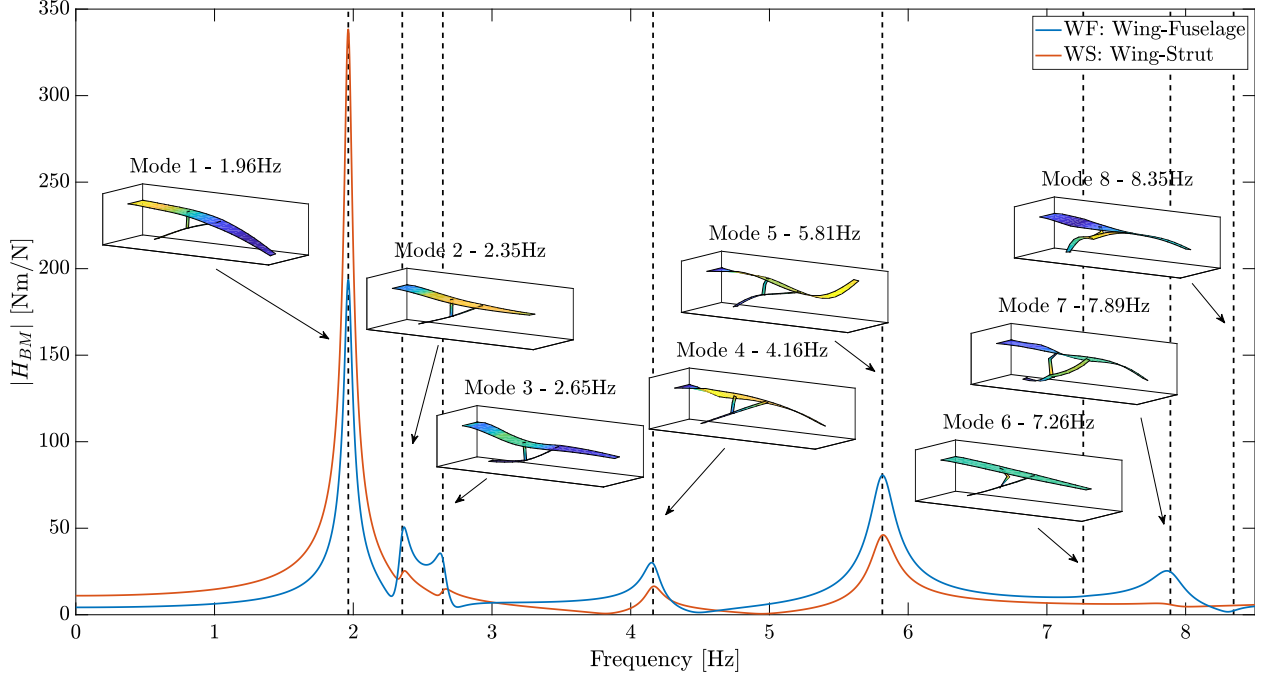 350
300
250
200
150
100
50
0
|H_BM| [Nm/N]
0
1
2
3
4
5
6
7
8
Frequency [Hz]
WF: Wing-Fuselage
WS: Wing-Strut
Mode 1 - 1.96Hz
Mode 2 - 2.35Hz
Mode 3 - 2.65Hz
Mode 4 - 4.16Hz
Mode 5 - 5.81Hz
Mode 6 - 7.26Hz
Mode 7 - 7.89Hz
Mode 8 - 8.35Hz